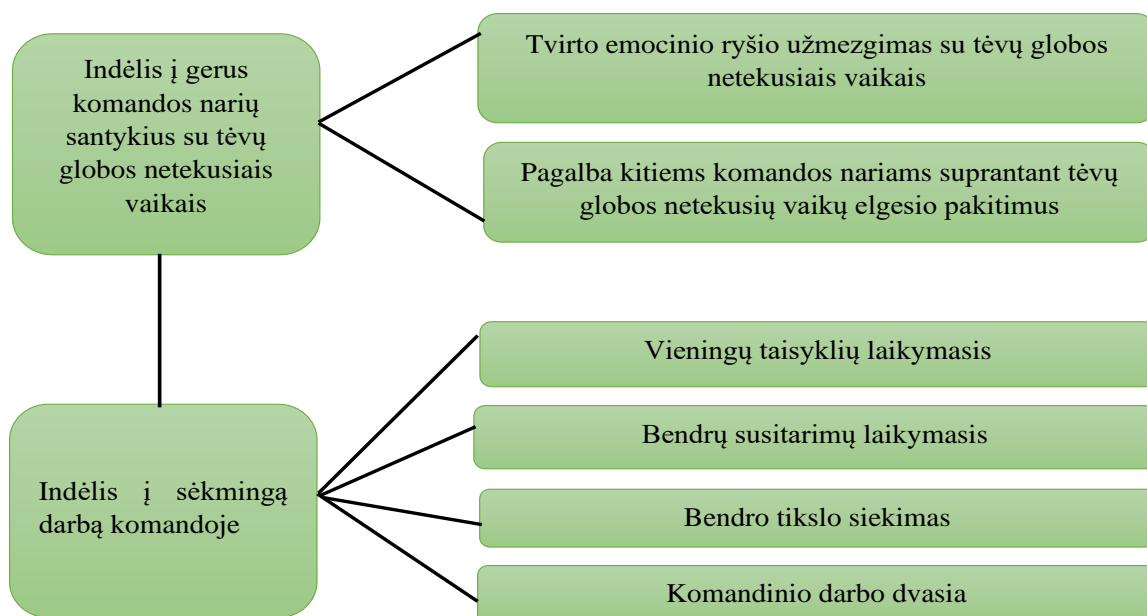 Indėlis į gerus
komandos narių
santykius su tėvų
globos netekusiais
vaikais
Tvirto emocinio ryšio užmezgimas su tėvų globos
netekusiais vaikais
Pagalba kitiems komandos nariams suprantant tėvų
globos netekusių vaikų elgesio pakitimus
Indėlis į sėkmingą
darbą komandoje
Vieningų taisyklių laikymasis
Bendrų susitarimų laikymasis
Bendro tikslo siekimas
Komandinio darbo dvasia